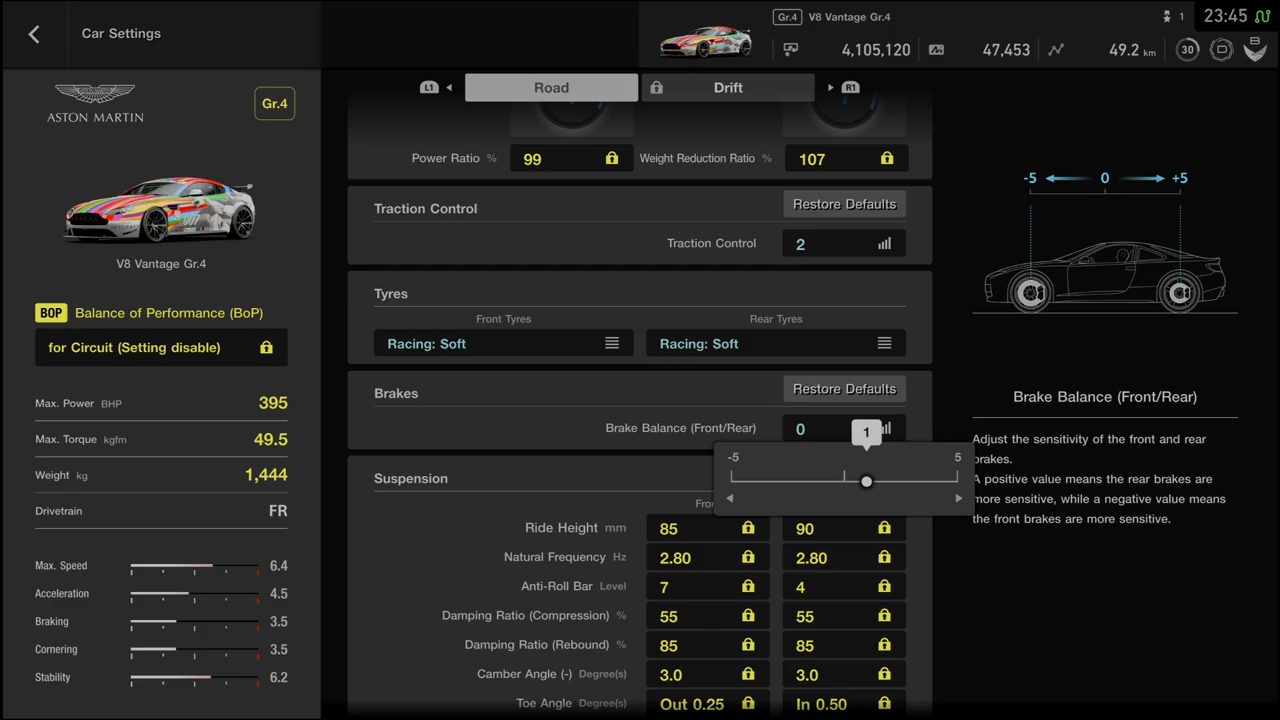 Car Settings
Gr.4 V8 Vantage Gr.4
1
23:45
4,105,120
47,453
49.2 km
30
B
ASTON MARTIN
Gr.4
V8 Vantage Gr.4
BOP Balance of Performance (BoP)
for Circuit (Setting disable)
Max. Power BHP 395
Max. Torque kgfm 49.5
Weight kg 1,444
Drivetrain FR
Max. Speed 6.4
Acceleration 4.5
Braking 3.5
Cornering 3.5
Stability 6.2
L1 Road Drift R1
Power Ratio % 99 Weight Reduction Ratio % 107
Traction Control Restore Defaults
Traction Control 2
Tyres
Front Tyres Rear Tyres
Racing: Soft Racing: Soft
Brakes Restore Defaults
Brake Balance (Front/Rear) 0
1
-5 5
Suspension
Fro
Ride Height mm 85 90
Natural Frequency Hz 2.80 2.80
Anti-Roll Bar Level 7 4
Damping Ratio (Compression) % 55 55
Damping Ratio (Rebound) % 85 85
Camber Angle (-) Degree(s) 3.0 3.0
Toe Angle Degree(s) Out 0.25 In 0.50
-5 0 +5
Brake Balance (Front/Rear)
Adjust the sensitivity of the front and rear
brakes.
A positive value means the rear brakes are
more sensitive, while a negative value means
the front brakes are more sensitive.